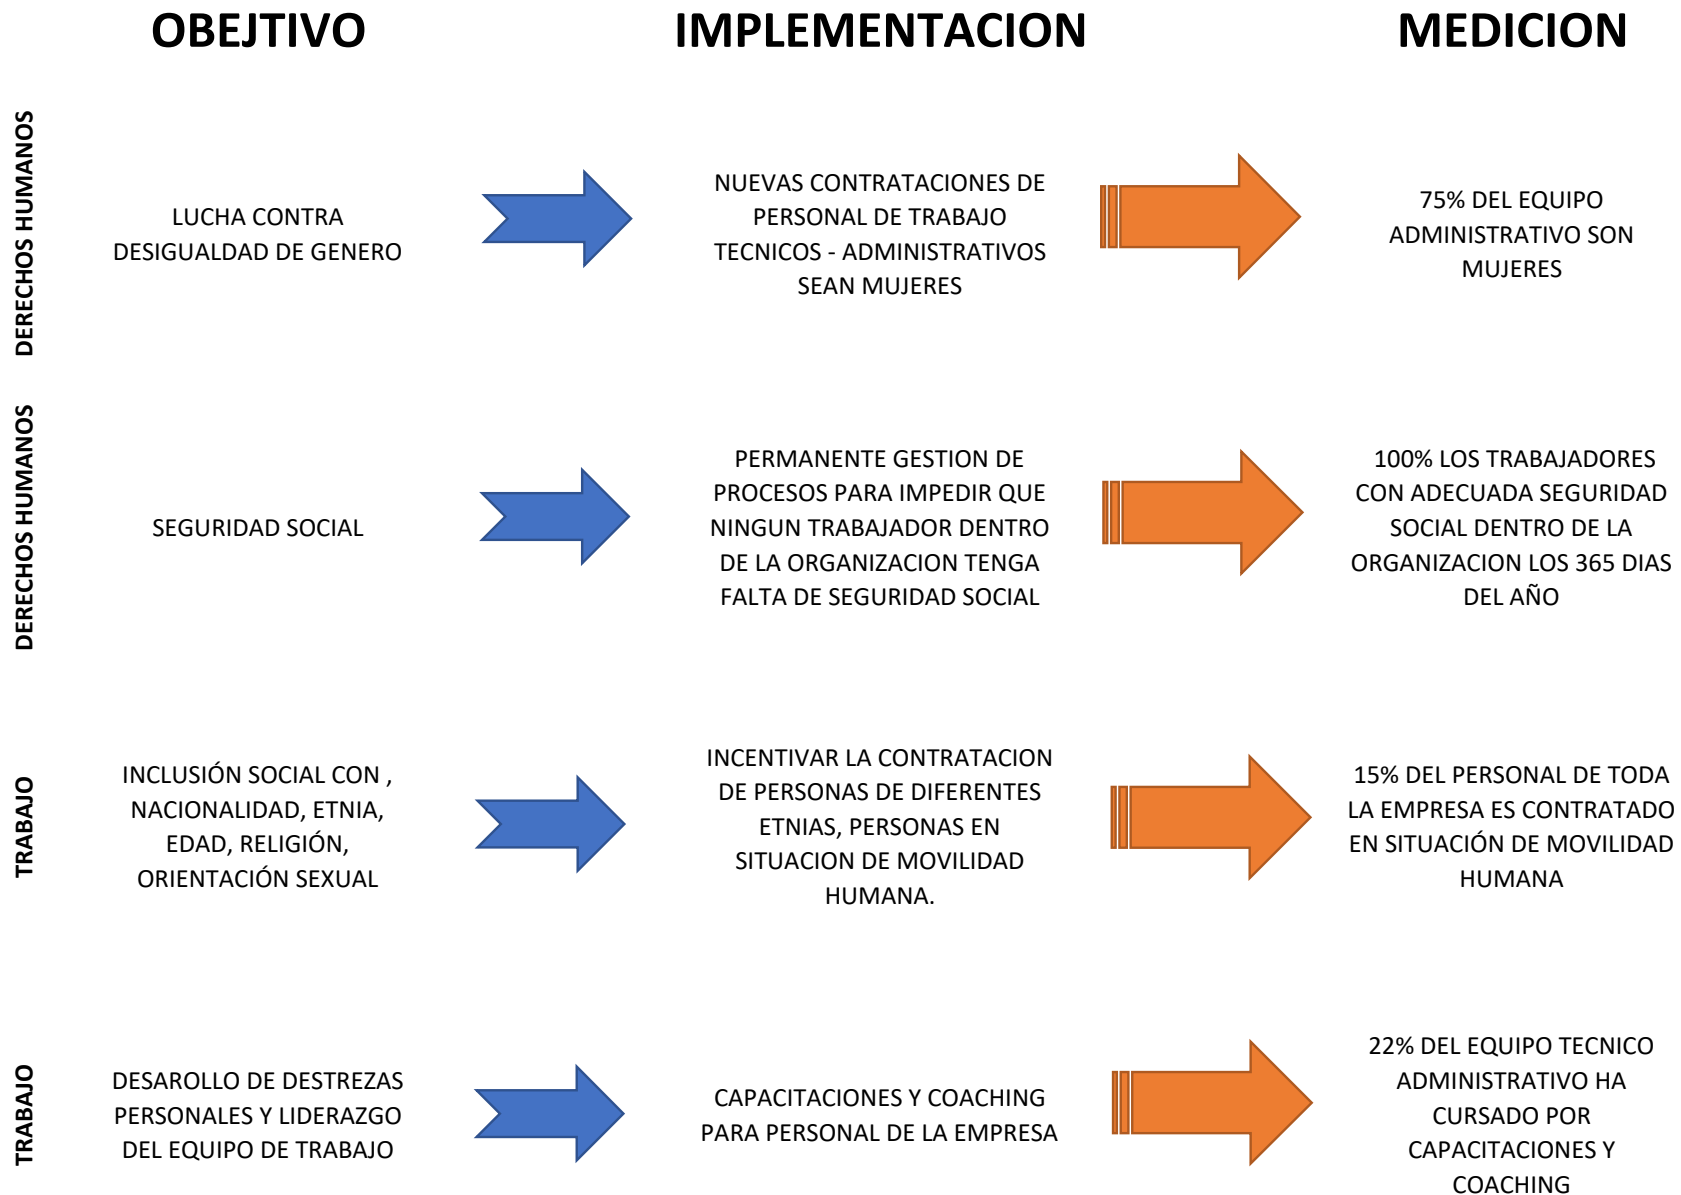 OBEJTIVO
IMPLEMENTACION
MEDICION
DERECHOS HUMANOS
LUCHA CONTRA
DESIGUALDAD DE GENERO
NUEVAS CONTRATACIONES DE
PERSONAL DE TRABAJO
TECNICOS - ADMINISTRATIVOS
SEAN MUJERES
75% DEL EQUIPO
ADMINISTRATIVO SON
MUJERES
DERECHOS HUMANOS
SEGURIDAD SOCIAL
PERMANENTE GESTION DE
PROCESOS PARA IMPEDIR QUE
NINGUN TRABAJADOR DENTRO
DE LA ORGANIZACION TENGA
FALTA DE SEGURIDAD SOCIAL
100% LOS TRABAJADORES
CON ADECUADA SEGURIDAD
SOCIAL DENTRO DE LA
ORGANIZACION LOS 365 DIAS
DEL AÑO
TRABAJO
INCLUSIÓN SOCIAL CON ,
NACIONALIDAD, ETNIA,
EDAD, RELIGIÓN,
ORIENTACIÓN SEXUAL
INCENTIVAR LA CONTRATACION
DE PERSONAS DE DIFERENTES
ETNIAS, PERSONAS EN
SITUACION DE MOVILIDAD
HUMANA.
15% DEL PERSONAL DE TODA
LA EMPRESA ES CONTRATADO
EN SITUACIÓN DE MOVILIDAD
HUMANA
TRABAJO
DESAROLLO DE DESTREZAS
PERSONALES Y LIDERAZGO
DEL EQUIPO DE TRABAJO
CAPACITACIONES Y COACHING
PARA PERSONAL DE LA EMPRESA
22% DEL EQUIPO TECNICO
ADMINISTRATIVO HA
CURSADO POR
CAPACITACIONES Y
COACHING